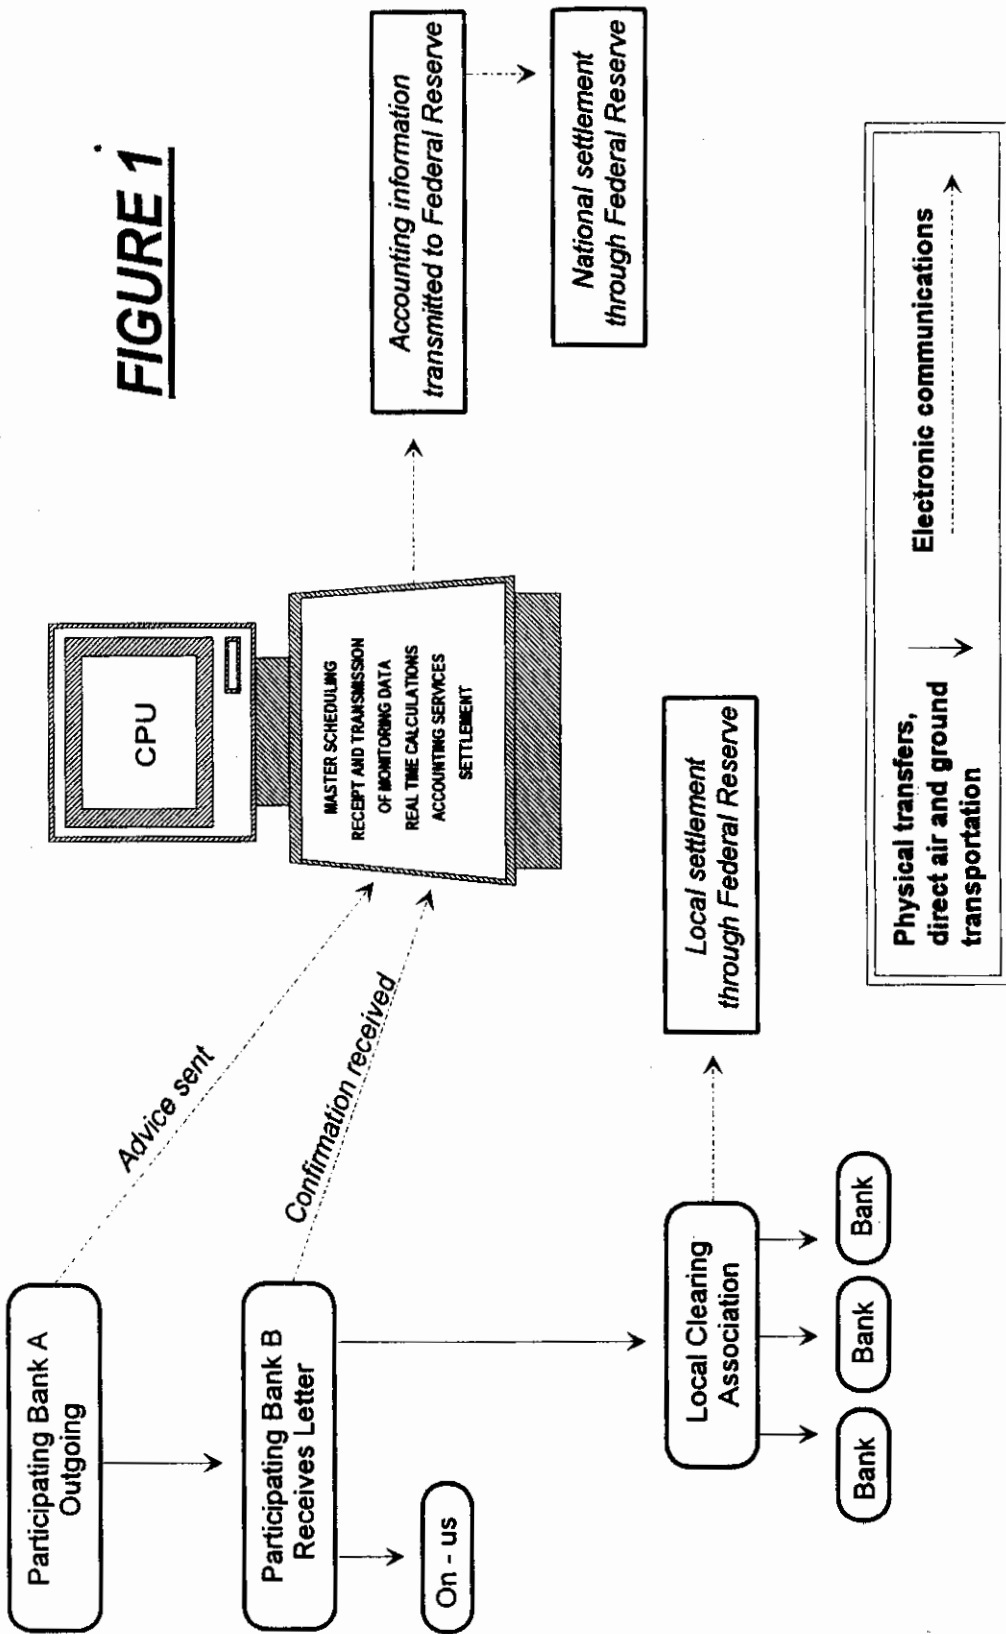 FIGURE 1
Participating Bank A
Outgoing
Advice sent
Participating Bank B
Receives Letter
Confirmation received
On - us
CPU
MASTER SCHEDULING
RECEIPT AND TRANSMISSION
OF MONITORING DATA
REAL TIME CALCULATIONS
ACCOUNTING SERVICES
SETTLEMENT
Accounting information
transmitted to Federal Reserve
National settlement
through Federal Reserve
Local Clearing
Association
Local settlement
through Federal Reserve
Bank
Bank
Bank
Physical transfers,
direct air and ground
transportation
Electronic communications